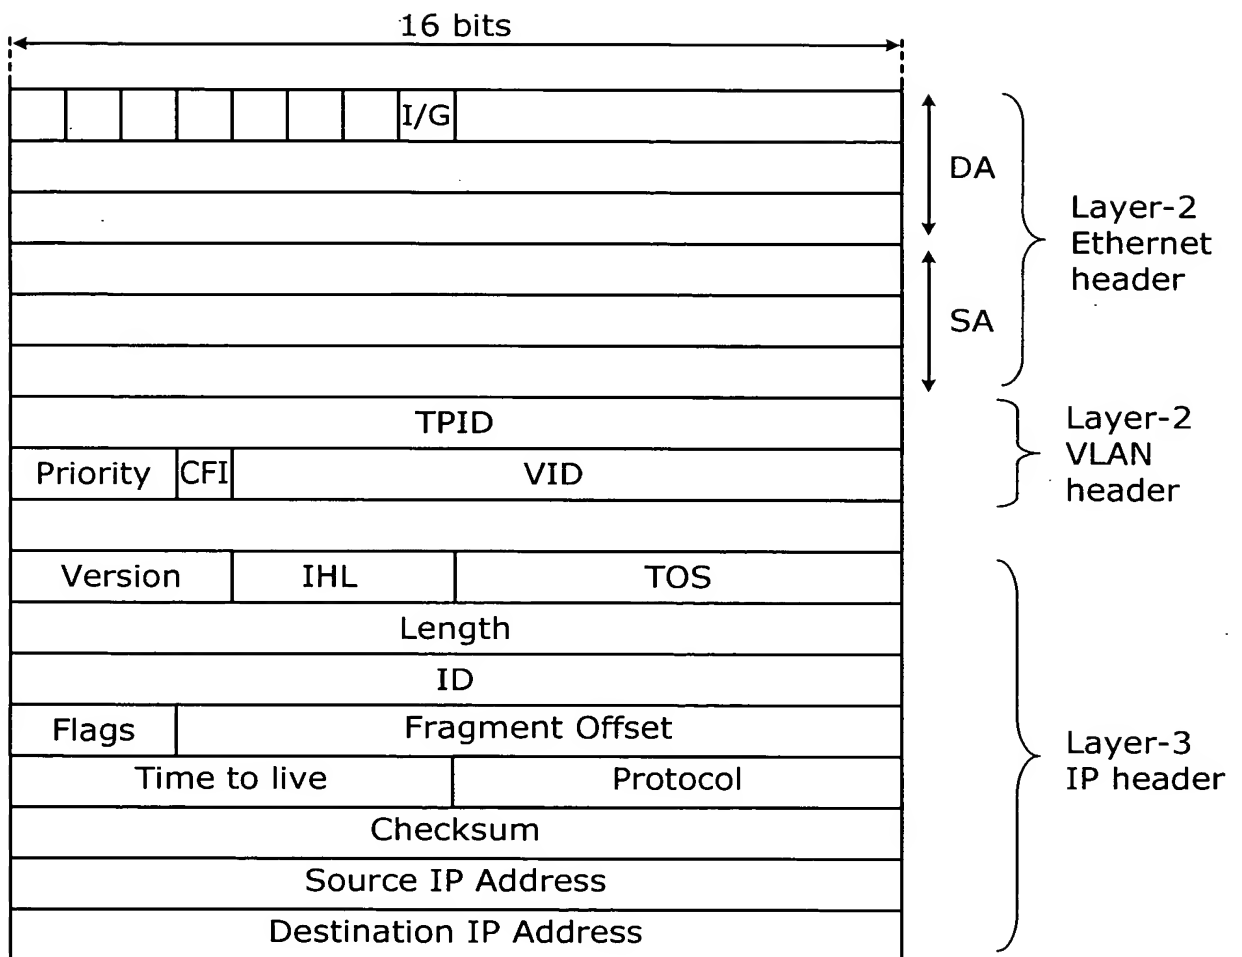 16 bits
I/G
DA
Layer-2
Ethernet
header
SA
TPID
Layer-2
VLAN
header
Priority CFI VID
Version IHL TOS
Length
ID
Flags Fragment Offset
Layer-3
IP header
Time to live Protocol
Checksum
Source IP Address
Destination IP Address